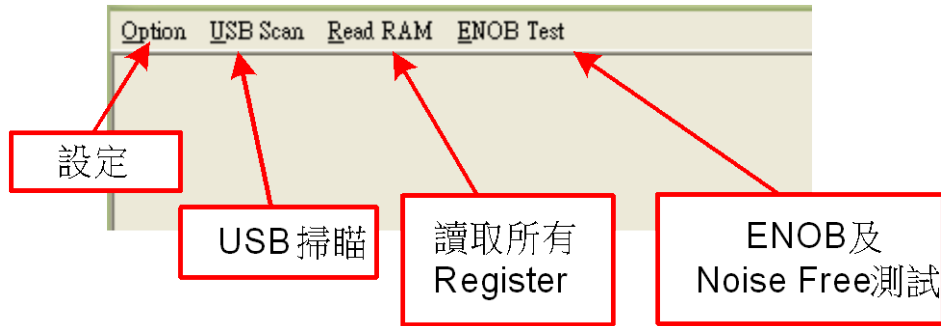 Option USB Scan Read RAM ENOB Test
設定
USB掃瞄
讀取所有
Register
ENOB及
Noise Free測試